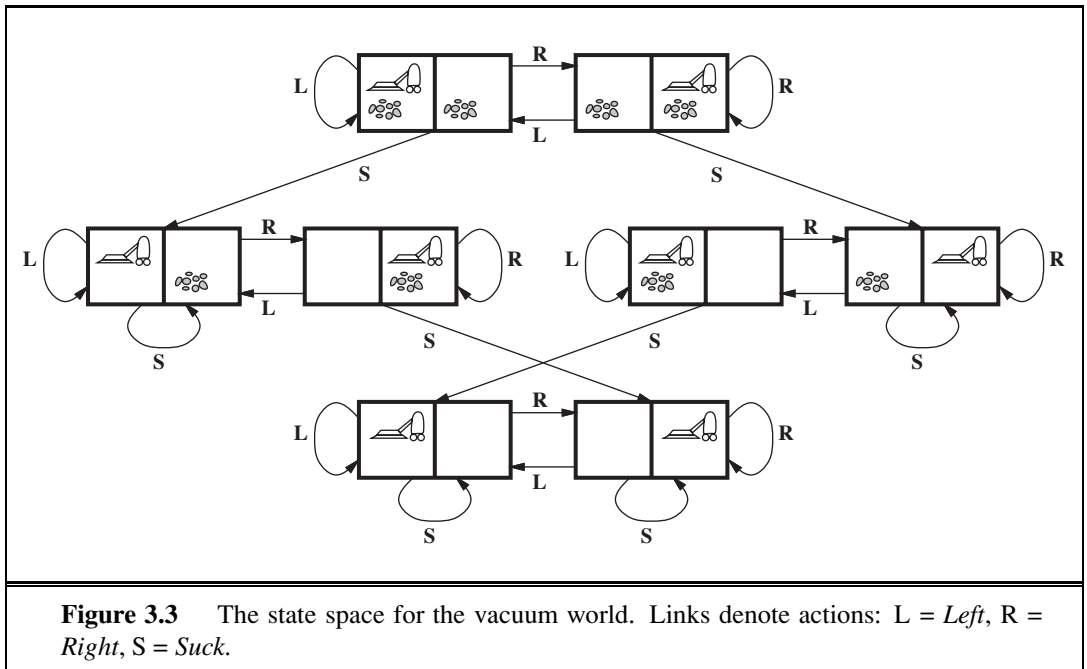 R
L
R
L
S
S
R
R
L
R
L
R
L
L
S
S
S
S
R
L
R
L
S
S
Figure 3.3 The state space for the vacuum world. Links denote actions: L = Left, R =
Right, S = Suck.